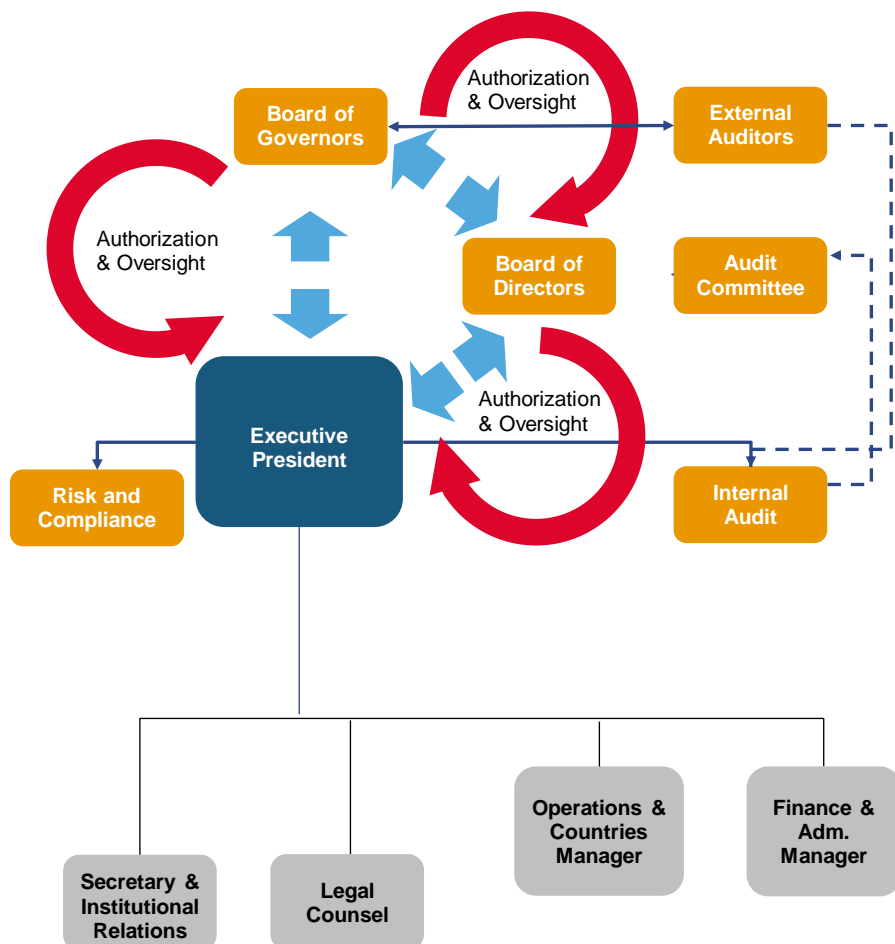 Authorization
& Oversight
Board of
Governors
External
Auditors
Authorization
& Oversight
Board of
Directors
Audit
Committee
Authorization
& Oversight
Executive
President
Risk and
Compliance
Internal
Audit
Operations &
Countries
Manager
Finance &
Adm.
Manager
Secretary &
Institutional
Relations
Legal
Counsel